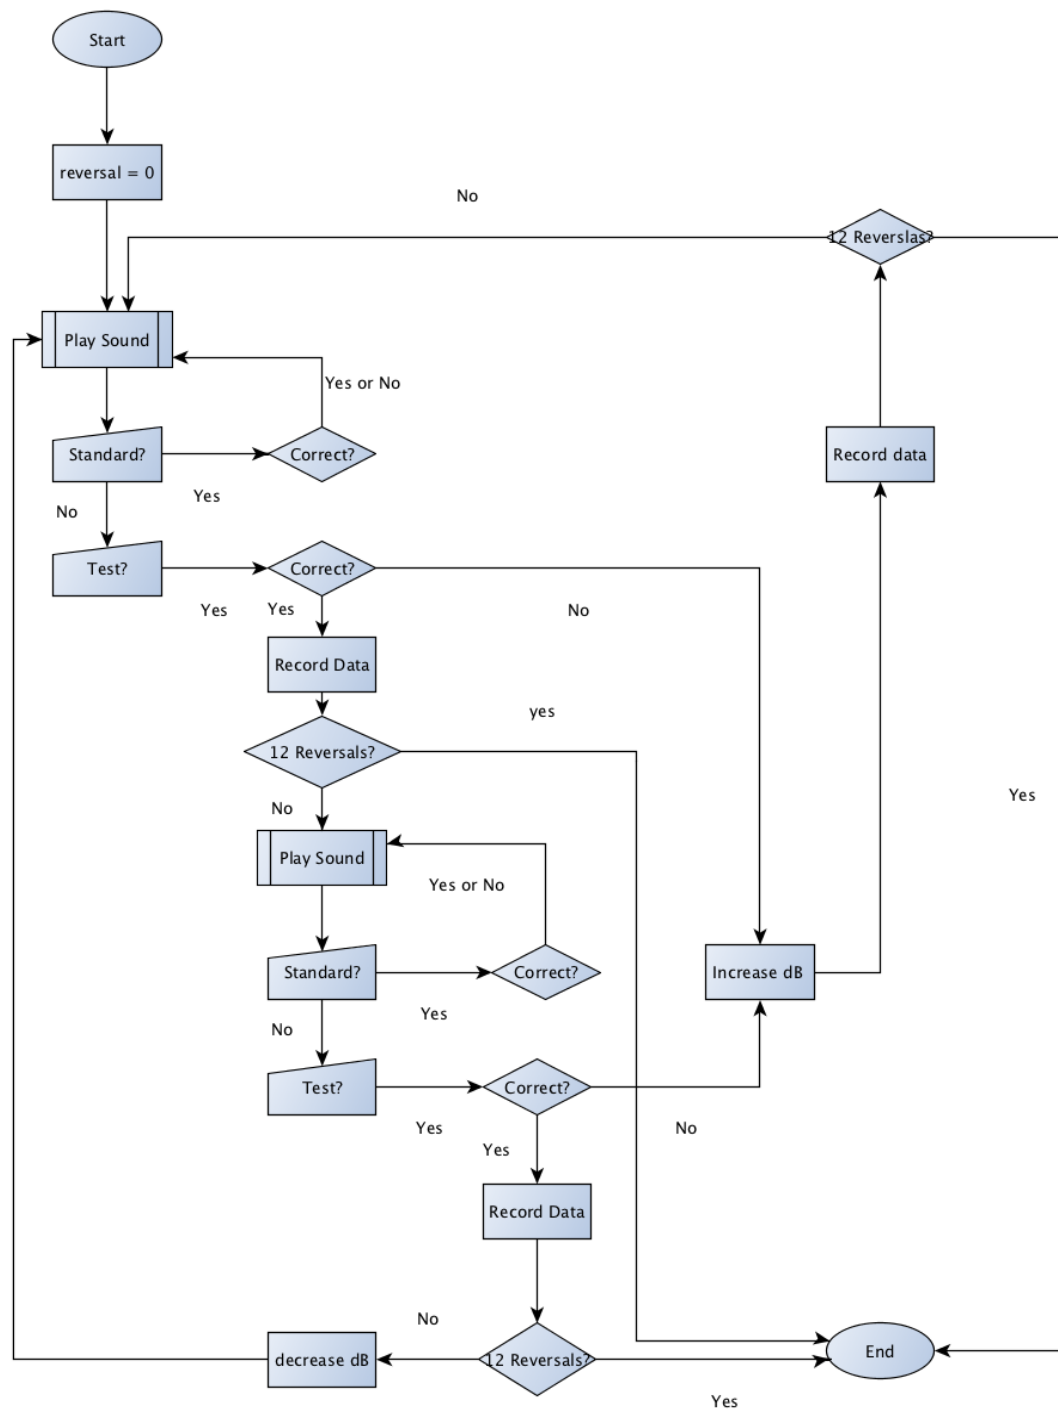 Start
reversal = 0
No
12 Reverslas?
Play Sound
Yes or No
Standard?
Correct?
Record data
Yes
No
Test?
Correct?
Yes
Yes
No
Record Data
yes
12 Reversals?
Yes
No
Play Sound
Yes or No
Standard?
Correct?
Increase dB
Yes
No
Test?
Correct?
Yes
No
Yes
Record Data
No
decrease dB
12 Reversals?
End
Yes